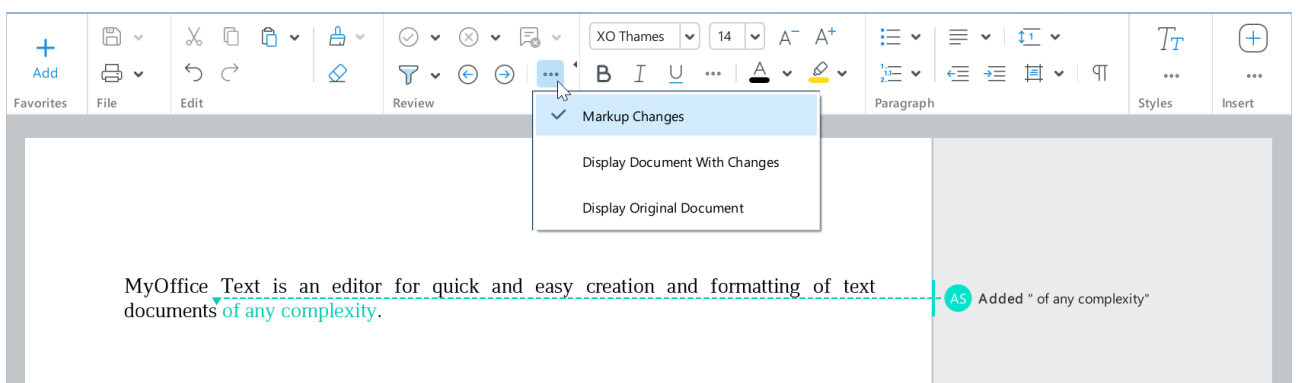 XO Thames
14
A⁻ A⁺
Add
B I U A
Favorites
File
Edit
Review
Paragraph
Styles
Insert
Markup Changes
Display Document With Changes
Display Original Document
MyOffice Text is an editor for quick and easy creation and formatting of text
documents of any complexity.
AS Added " of any complexity"